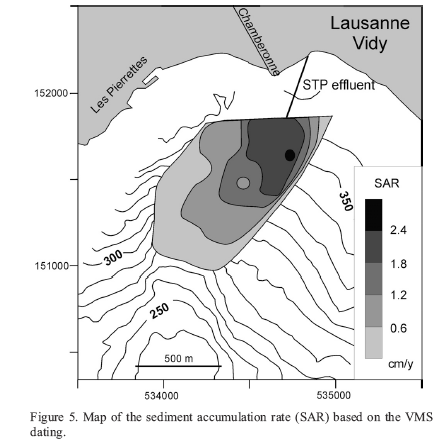 Lausanne
Vidy
Chamberonne
Les Pierrettes
STP effluent
152000
350
SAR
2.4
1.8
1.2
0.6
cm/y
151000
300
250
500 m
534000
535000
Figure 5. Map of the sediment accumulation rate (SAR) based on the VMS
dating.